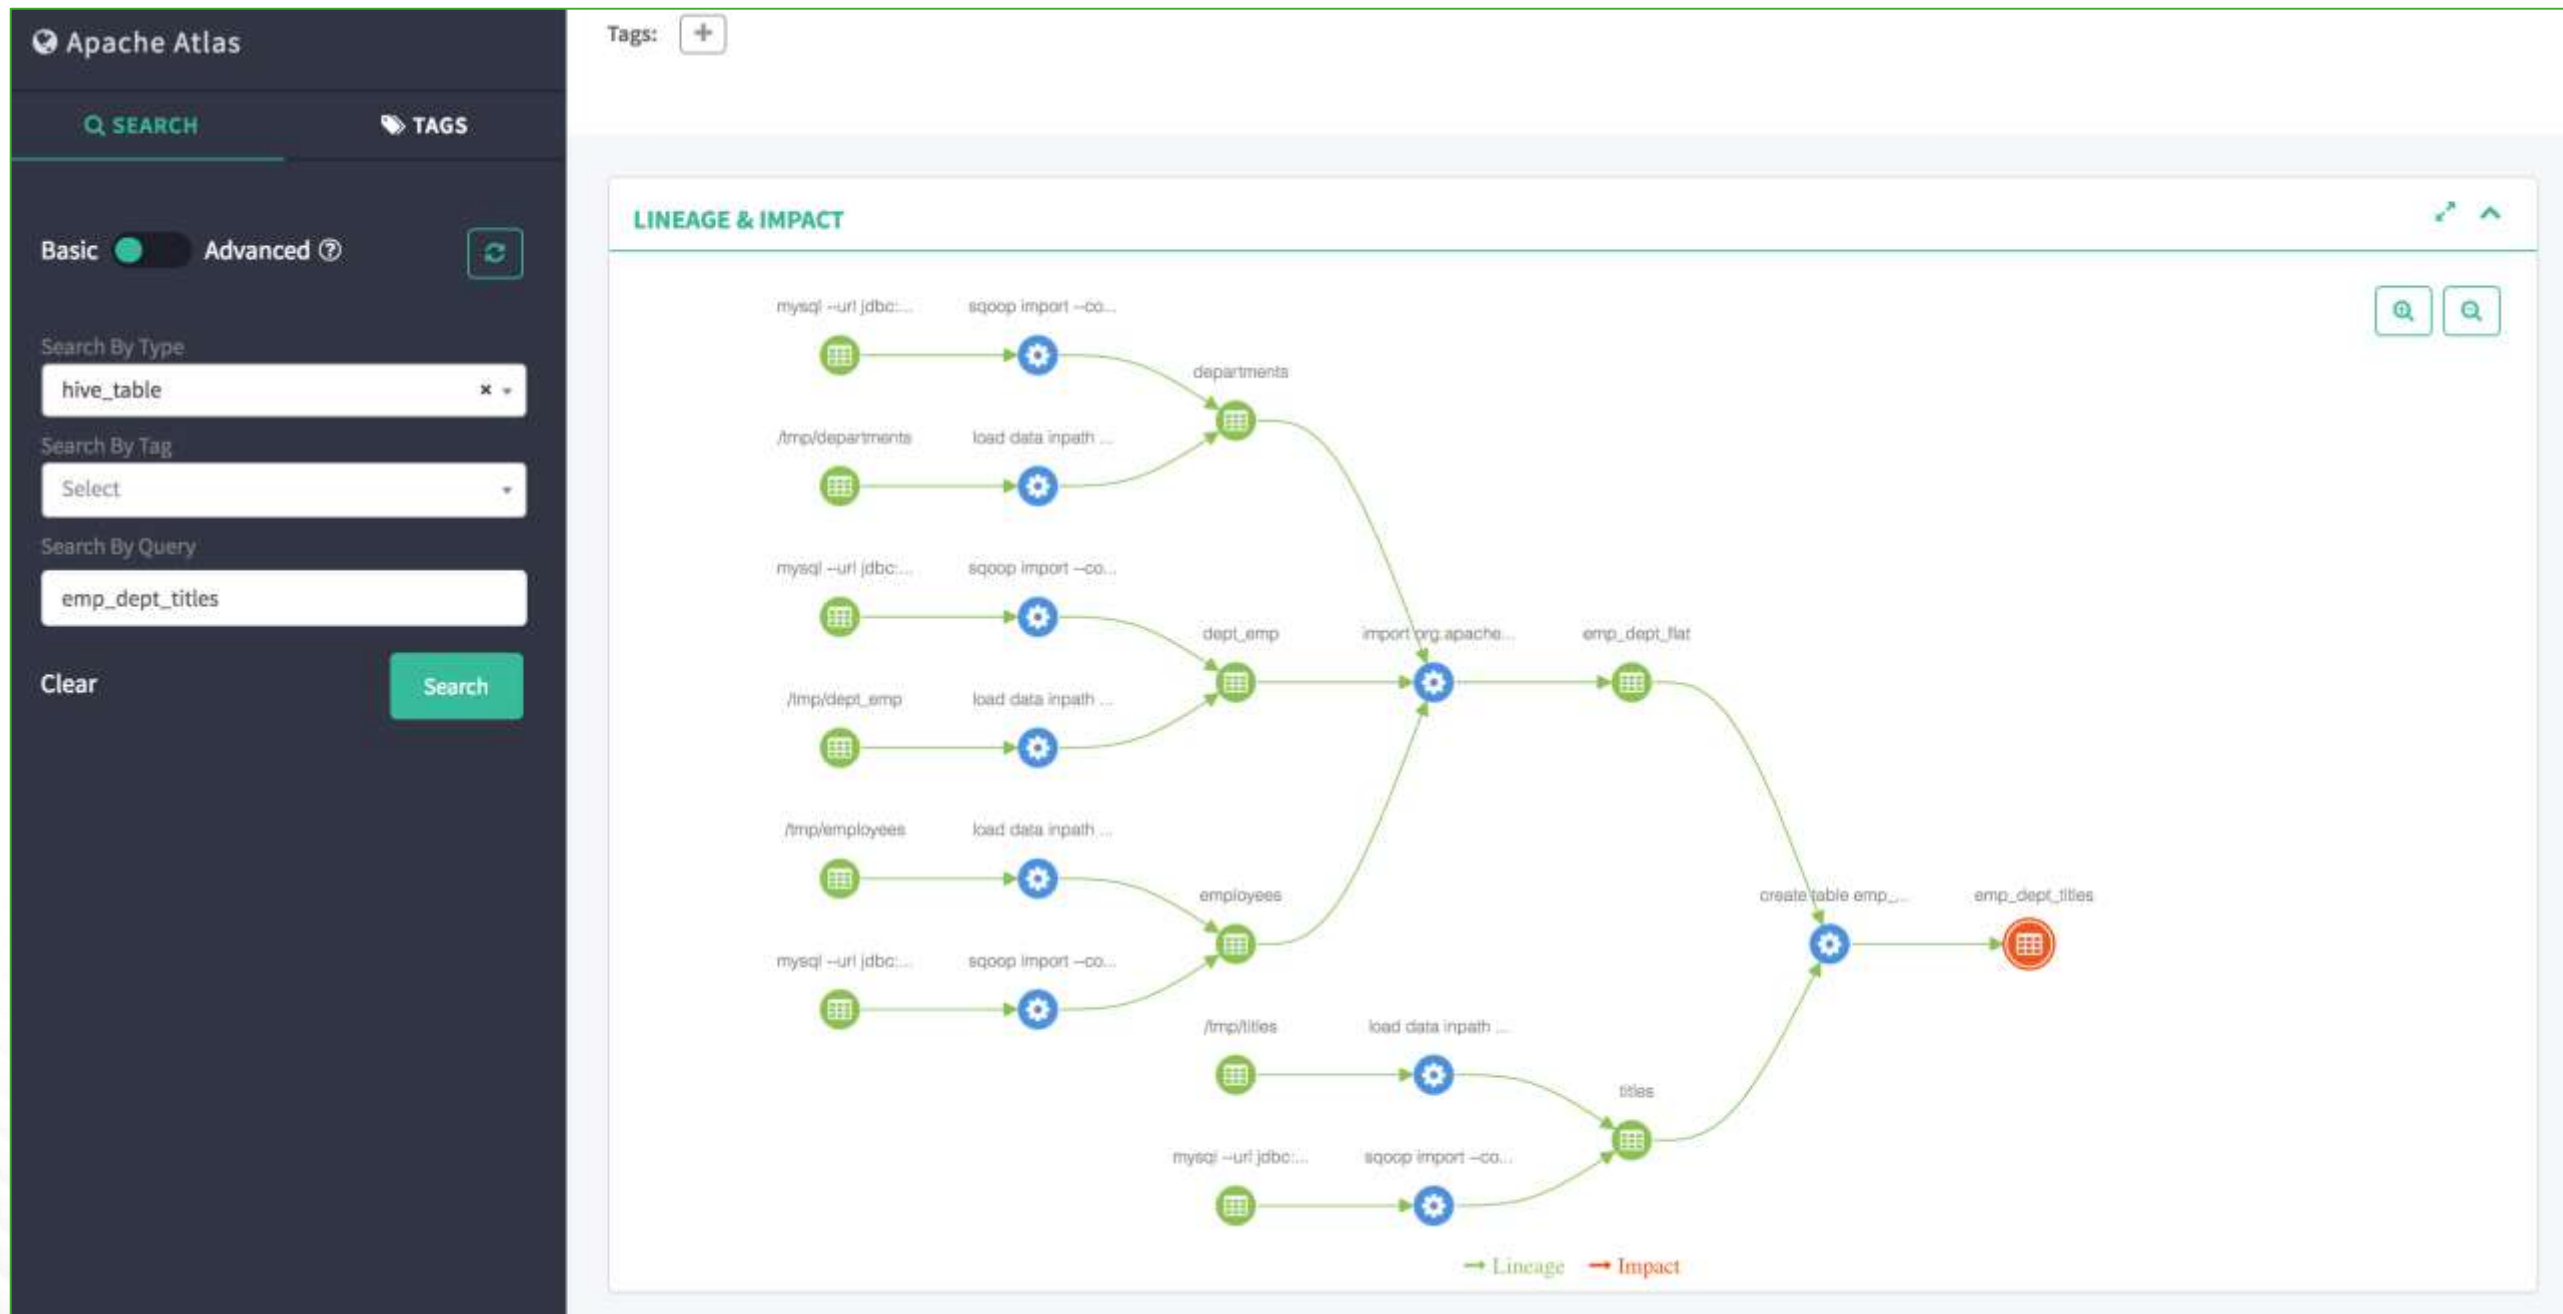 Apache Atlas
SEARCH
TAGS
Basic
Advanced
Search By Type
hive_table
Search By Tag
Select
Search By Query
emp_dept_titles
Clear
Search
Tags:
LINEAGE & IMPACT
mysql --url jdbc:...
sqoop import --co...
departments
/tmp/departments
load data inpath ...
mysql --url jdbc:...
sqoop import --co...
dept_emp
import org.apache...
emp_dept_flat
/tmp/dept_emp
load data inpath ...
/tmp/employees
load data inpath ...
employees
create table emp_...
emp_dept_titles
mysql --url jdbc:...
sqoop import --co...
/tmp/titles
load data inpath ...
titles
mysql --url jdbc:...
sqoop import --co...
Lineage
Impact